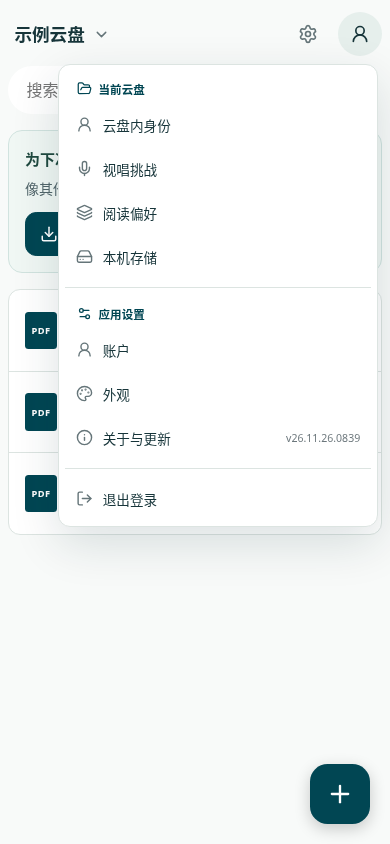 示例云盘
搜索
当前云盘
云盘内身份
视唱挑战
阅读偏好
本机存储
应用设置
账户
外观
关于与更新 v26.11.26.0839
退出登录
为下
像其
PDF
PDF
PDF